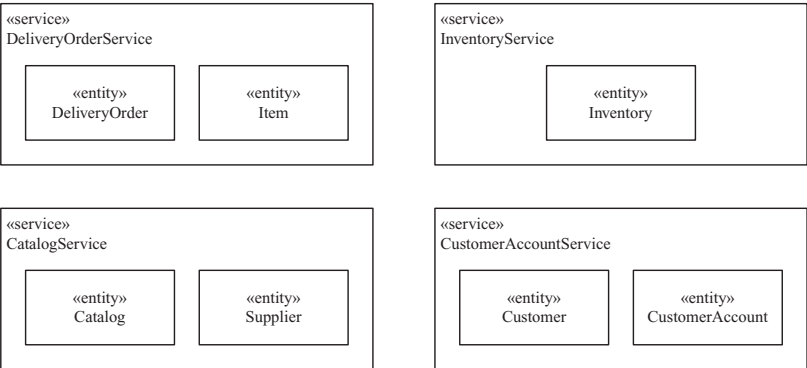 «service»
DeliveryOrderService
«entity»
DeliveryOrder
«entity»
Item
«service»
InventoryService
«entity»
Inventory
«service»
CatalogService
«entity»
Catalog
«entity»
Supplier
«service»
CustomerAccountService
«entity»
Customer
«entity»
CustomerAccount